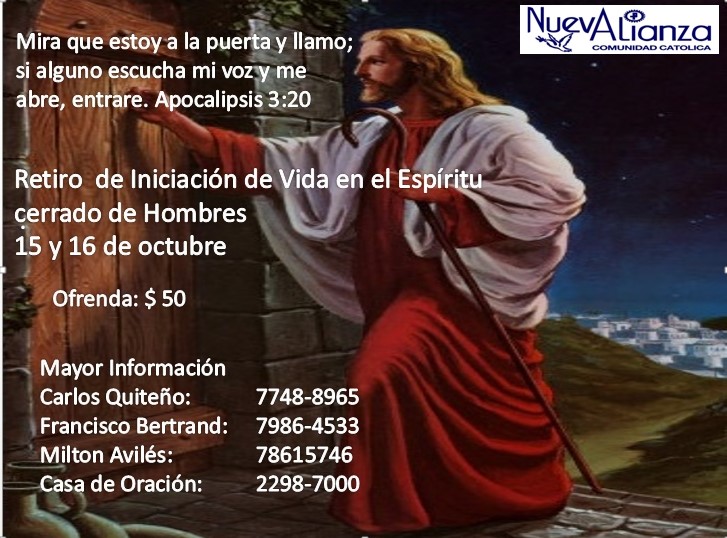 NuevAlianza
COMUNIDAD CATOLICA
Mira que estoy a la puerta y llamo;
si alguno escucha mi voz y me
abre, entrare. Apocalipsis 3:20
Retiro de Iniciación de Vida en el Espíritu
cerrado de Hombres
15 y 16 de octubre
Ofrenda: $ 50
Mayor Información
Carlos Quiteño: 7748-8965
Francisco Bertrand: 7986-4533
Milton Avilés: 78615746
Casa de Oración: 2298-7000